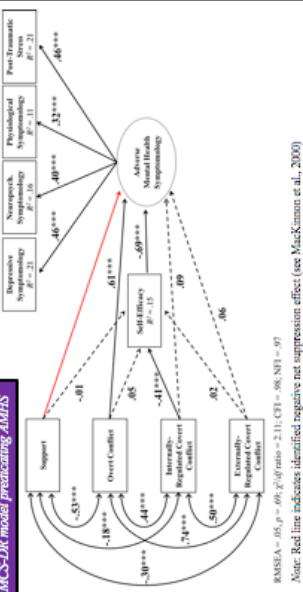 MCS-DR model predicating AMHS
Depressive
Symptomology
R² = .21
Neuropsych.
Symptomology
R² = .16
Physiological
Symptomology
R² = .11
Post-Traumatic
Stress
R² = .21
.46***
.40***
.32***
.46***
Adverse
Mental Health
Symptomology
Support
Overt Conflict
Internally-
Regulated Covert
Conflict
Externally-
Regulated Covert
Conflict
Self-Efficacy
R² = .15
-.01
.61***
.05
-.69***
-.41***
.09
.02
.06
-.53***
-.18***
.44***
.74***
.50***
-.30***
RMSEA = .05, p = .69; χ²/df ratio = 2.11; CFI = .98; NFI = .97
Note: Red line indicates identified negative net suppression effect (see MacKinnon et al., 2000)